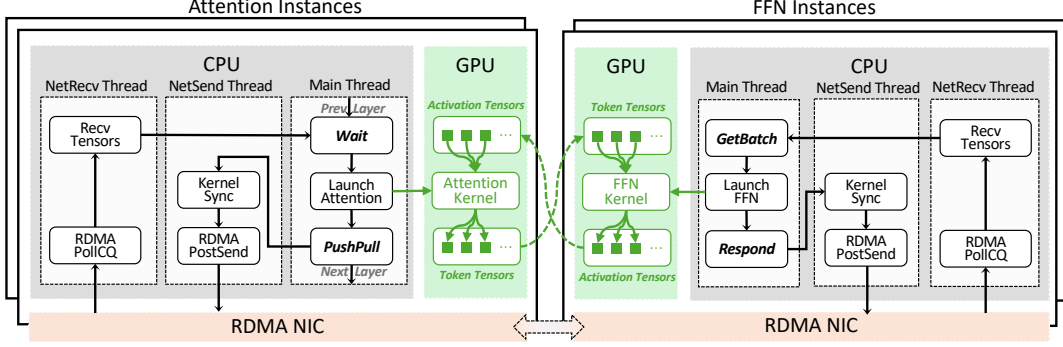 Attention Instances
CPU
NetRecv Thread
NetSend Thread
Main Thread
Prev Layer
Recv
Tensors
Wait
Kernel
Sync
Launch
Attention
RDMA
PollCQ
RDMA
PostSend
PushPull
Next Layer
GPU
Activation Tensors
...
Attention
Kernel
...
Token Tensors
RDMA NIC
FFN Instances
GPU
Token Tensors
...
FFN
Kernel
...
Activation Tensors
CPU
Main Thread
NetSend Thread
NetRecv Thread
GetBatch
Recv
Tensors
Launch
FFN
Kernel
Sync
Respond
RDMA
PostSend
RDMA
PollCQ
RDMA NIC